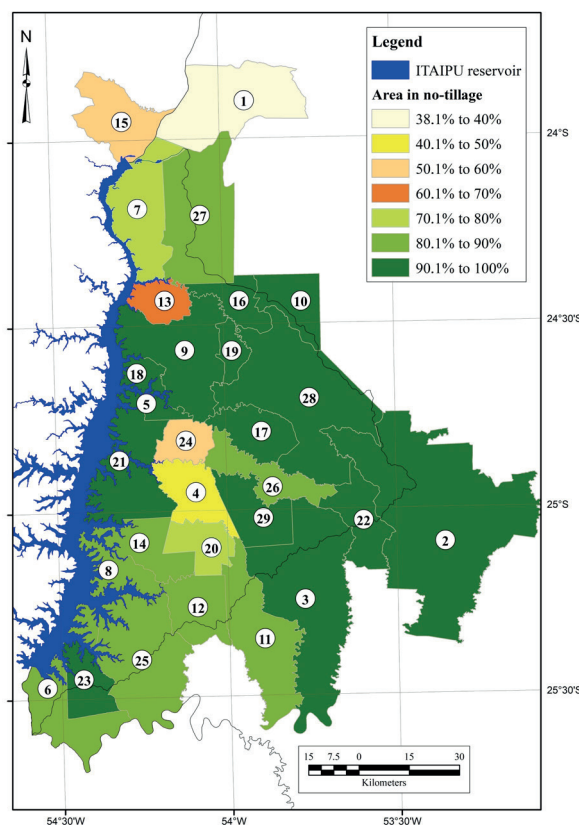 N
Legend
ITAIPU reservoir
Area in no-tillage
38.1% to 40%
40.1% to 50%
50.1% to 60%
60.1% to 70%
70.1% to 80%
80.1% to 90%
90.1% to 100%
1
15
24°S
7
27
13
16
10
24°30'S
9
19
18
5
28
24
17
21
4
26
25°S
29
22
2
14
20
8
3
12
11
25
23
6
25°30'S
15 7.5 0 15 30
Kilometers
54°30'W 54°W 53°30'W